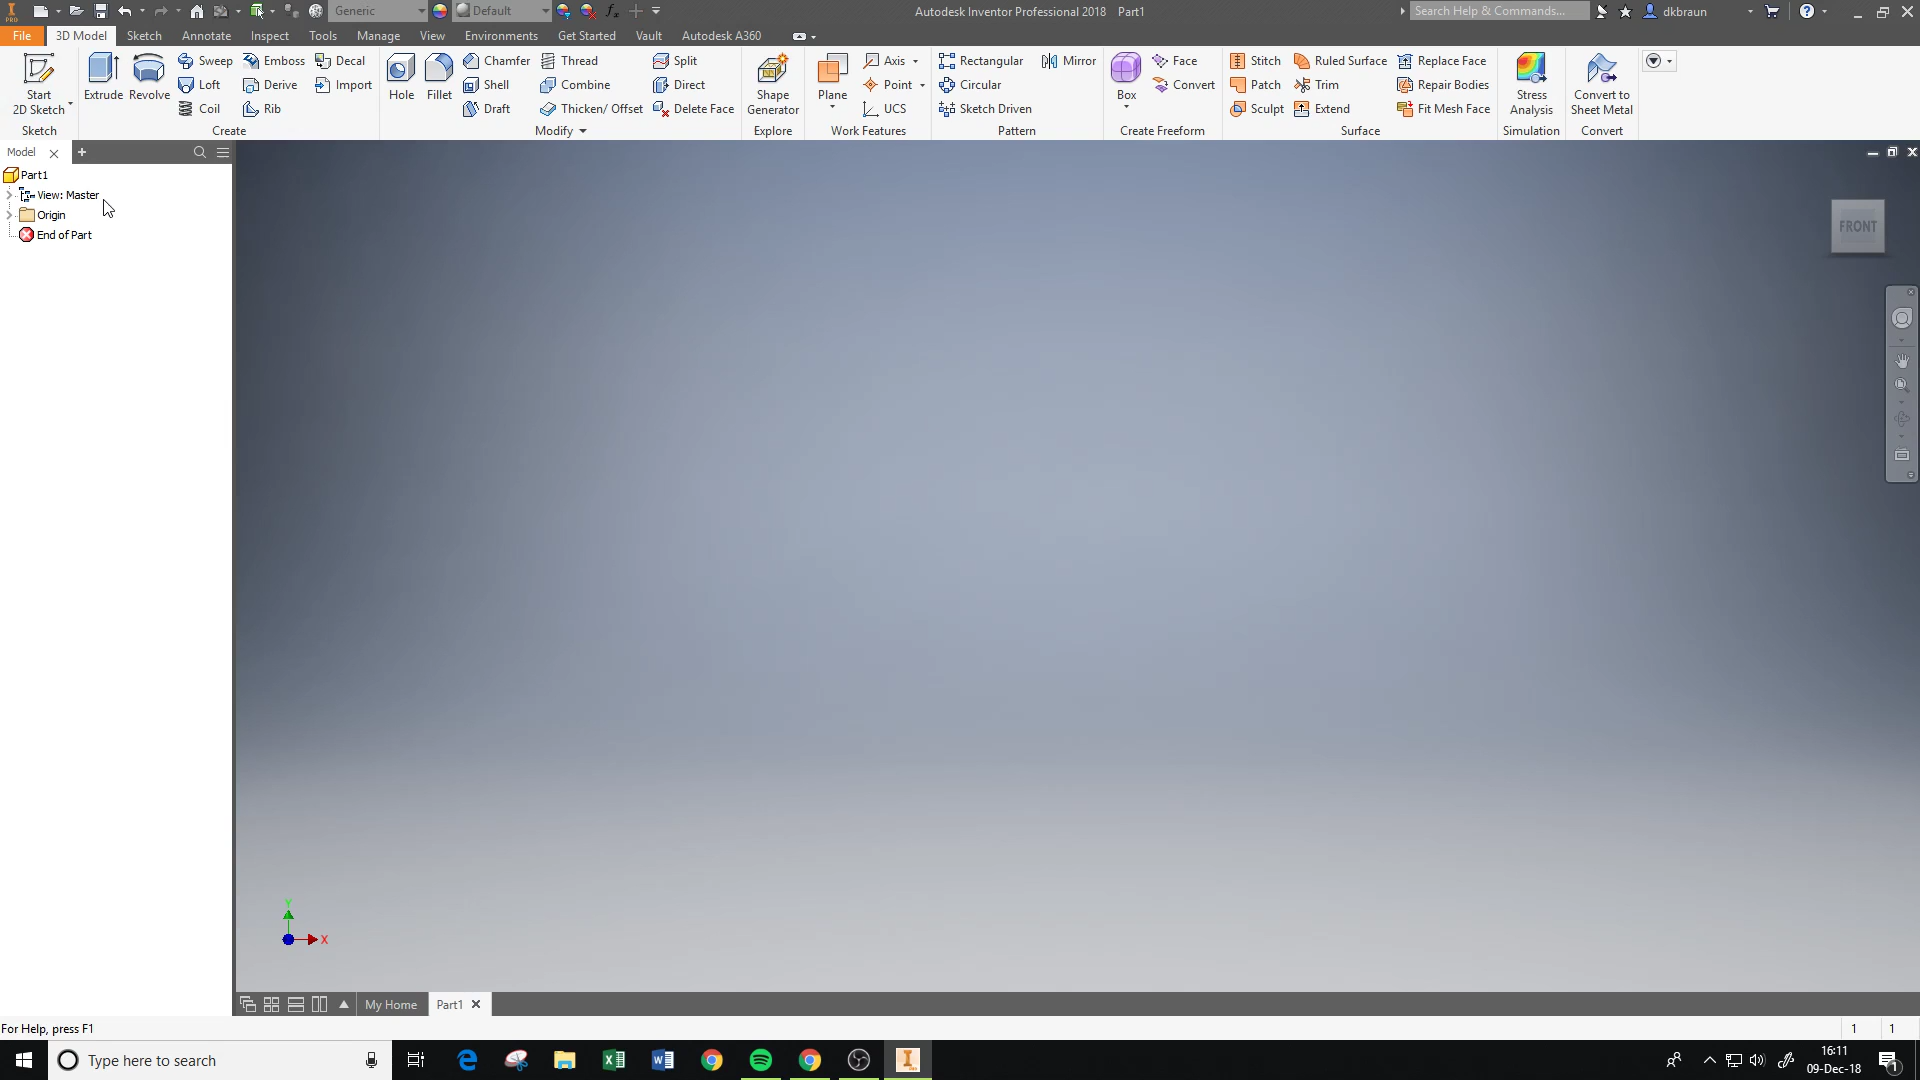 Generic Default fx Autodesk Inventor Professional 2018 Part1 Search Help & Commands... dkbraun
File 3D Model Sketch Annotate Inspect Tools Manage View Environments Get Started Vault Autodesk A360
Start
2D Sketch
Sketch
Extrude
Revolve
Sweep
Loft
Coil
Emboss
Derive
Rib
Decal
Import
Create
Hole
Fillet
Chamfer
Shell
Draft
Thread
Combine
Thicken/ Offset
Split
Direct
Delete Face
Modify
Shape
Generator
Explore
Plane
Axis
Point
UCS
Work Features
Rectangular
Circular
Sketch Driven
Mirror
Pattern
Box
Face
Convert
Create Freeform
Stitch
Patch
Sculpt
Ruled Surface
Trim
Extend
Replace Face
Repair Bodies
Fit Mesh Face
Surface
Stress
Analysis
Simulation
Convert to
Sheet Metal
Convert
Model
Part1
View: Master
Origin
End of Part
FRONT
Y
X
My Home Part1
For Help, press F1 1 1
Type here to search
16:11
09-Dec-18
1